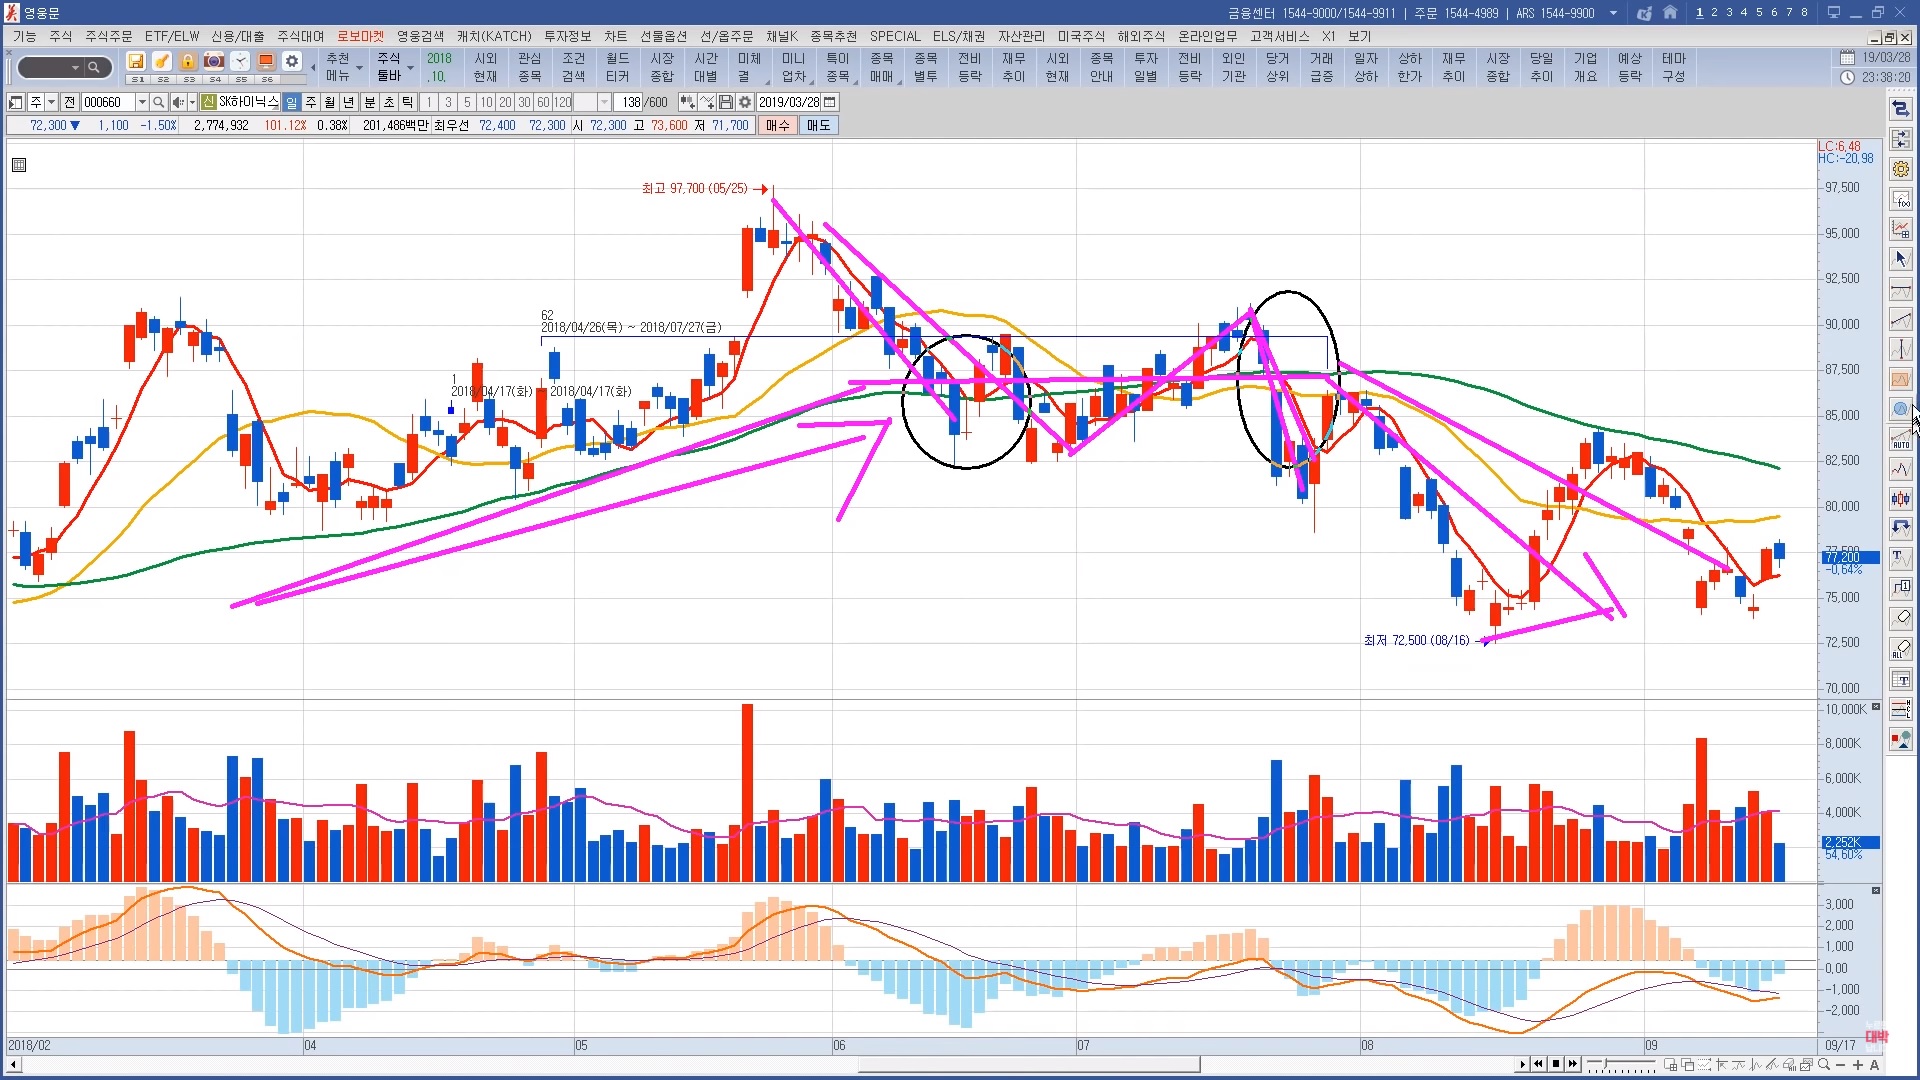 영웅문
금융센터 1544-9000/1544-9911 | 주문 1544-4989 | ARS 1544-9900
1 2 3 4 5 6 7 8
기능 주식 주식주문 ETF/ELW 신용/대출 주식대여 로보마켓 영웅검색 캐치(KATCH) 투자정보 차트 선물옵션 선/옵주문 채널K 종목추천 SPECIAL ELS/채권 자산관리 미국주식 해외주식 온라인업무 고객서비스 X1 보기
S1 S2 S3 S4 S5 S6
추천 주식 2018 시외 관심 조건 월드 시장 시간 미체 미니 특미 종목 종목 전비 재무 시외 종목 투자 전비 외인 당거 거래 일자 상하 재무 시장 당일 기업 예상 테마
메뉴 툴바 .10, 현재 종목 검색 티커 종합 대별 결 업차 종목 매매 별투 등락 추이 현재 안내 일별 등락 기관 상위 급증 상하 한가 추이 종합 추이 개요 등락 구성
19/03/28
23:38:20
주 전 000660 신 SK하이닉스 일 주 월 년 분 초 틱 1 3 5 10 20 30 60 120 138 /600 2019/03/28
72,300 ▼ 1,100 -1.50% 2,774,932 101.12% 0.38% 201,486백만 최우선 72,400 72,300 시 72,300 고 73,600 저 71,700 매수 매도
LC:6,48
HC:-20,98
최고 97,700 (05/25)
97,500
95,000
92,500
62
2018/04/26(목) ~ 2018/07/27(금)
90,000
1
2018/04/17(화) ~ 2018/04/17(화)
87,500
85,000
82,500
80,000
77,200
-0,64%
75,000
최저 72,500 (08/16)
72,500
70,000
10,000K
8,000K
6,000K
4,000K
2,252K
54,60%
3,000
2,000
1,000
0,00
-1,000
-2,000
대박
2018/02 04 05 06 07 08 09 09/17
f(x)
AUTO
ALL
A